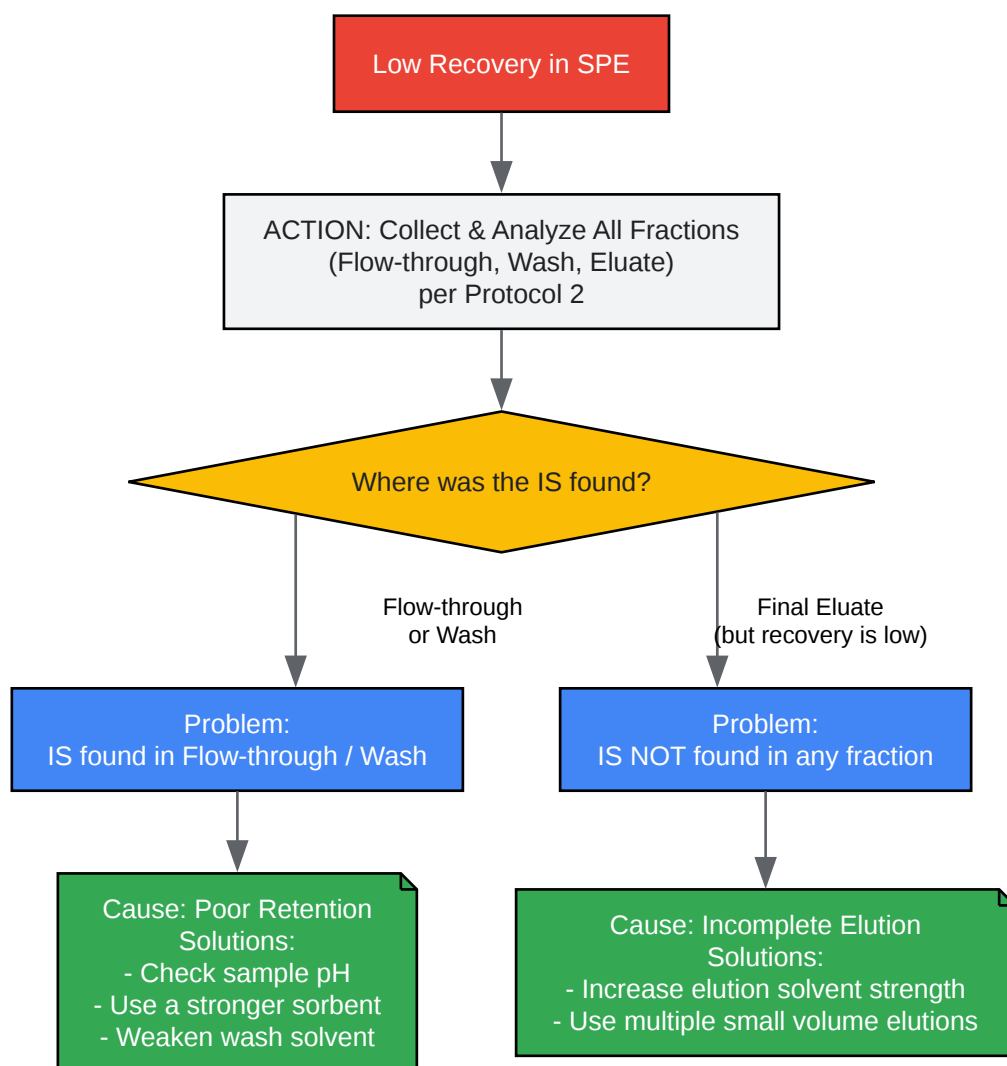 Low Recovery in SPE
ACTION: Collect & Analyze All Fractions
(Flow-through, Wash, Eluate)
per Protocol 2
Where was the IS found?
Flow-through
or Wash
Final Eluate
(but recovery is low)
Problem:
IS found in Flow-through / Wash
Problem:
IS NOT found in any fraction
Cause: Poor Retention
Solutions:
- Check sample pH
- Use a stronger sorbent
- Weaken wash solvent
Cause: Incomplete Elution
Solutions:
- Increase elution solvent strength
- Use multiple small volume elutions